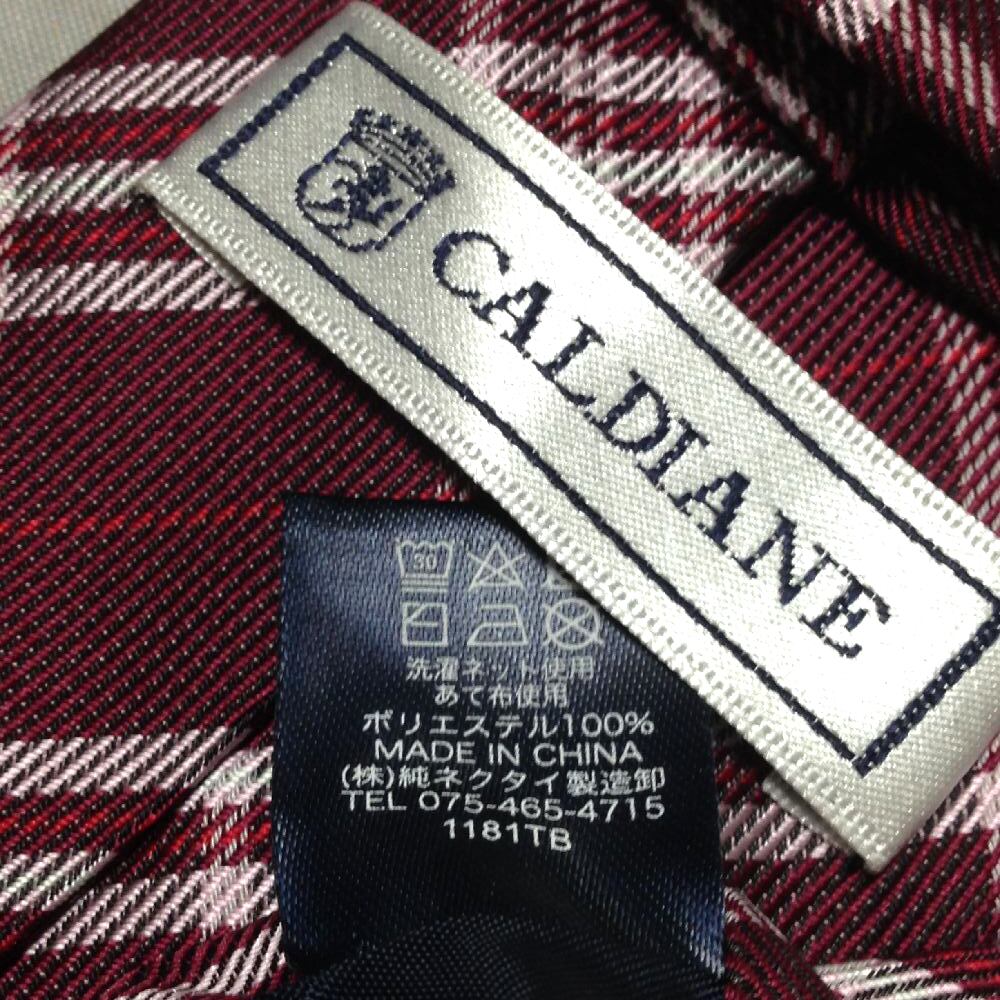 CALDIANE
30
洗濯ネット使用
あて布使用
ポリエステル100%
MADE IN CHINA
(株)純ネクタイ製造卸
TEL 075-465-4715
1181TB